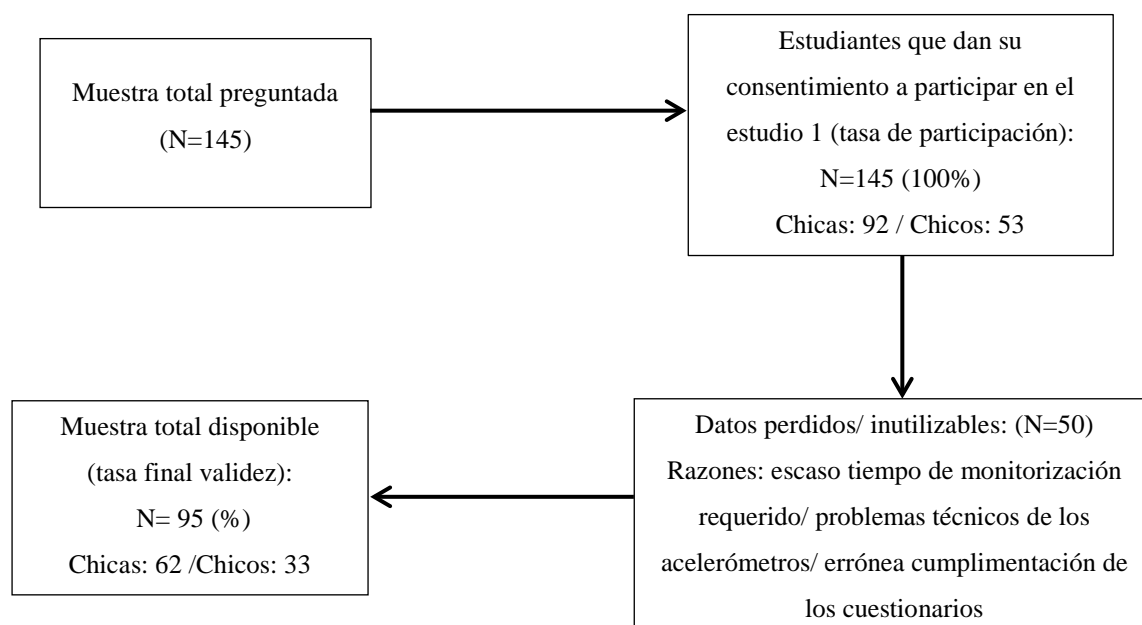 Muestra total preguntada
(N=145)
Estudiantes que dan su
consentimiento a participar en el
estudio 1 (tasa de participación):
N=145 (100%)
Chicas: 92 / Chicos: 53
Datos perdidos/ inutilizables: (N=50)
Razones: escaso tiempo de monitorización
requerido/ problemas técnicos de los
acelerómetros/ errónea cumplimentación de
los cuestionarios
Muestra total disponible
(tasa final validez):
N= 95 (%)
Chicas: 62 /Chicos: 33